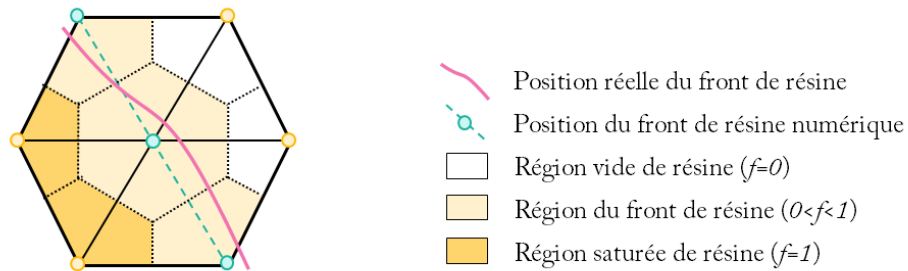 Position réelle du front de résine
Position du front de résine numérique
Région vide de résine (f=0)
Région du front de résine (0<f<1)
Région saturée de résine (f=1)